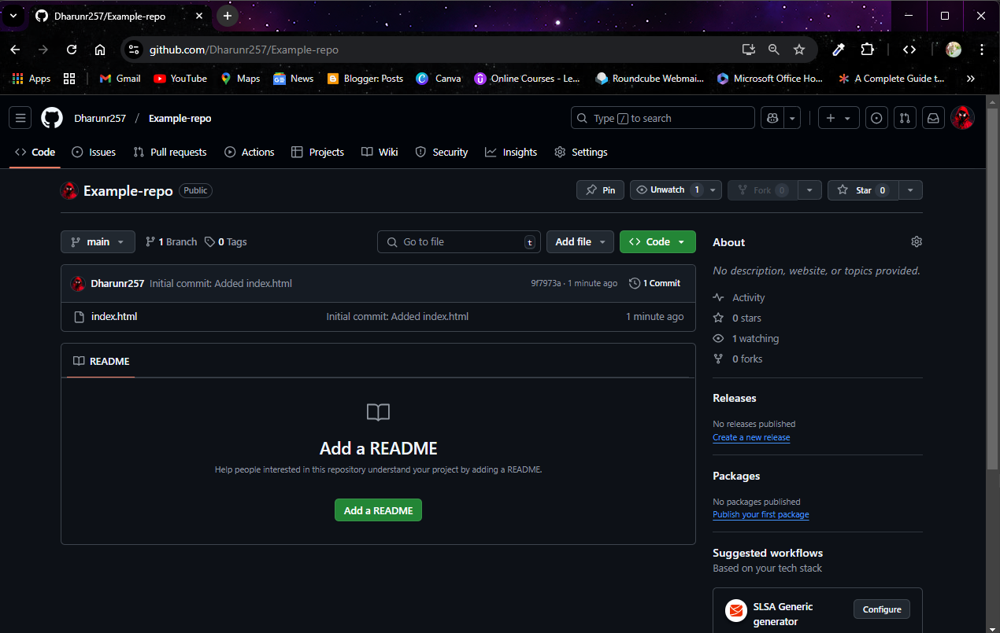 Dharunr257/Example-repo
github.com/Dharunr257/Example-repo
Apps Gmail YouTube Maps News Blogger: Posts Canva Online Courses - Le... Roundcube Webmai... Microsoft Office Ho... A Complete Guide t... »
Dharunr257 / Example-repo Type / to search
Code Issues Pull requests Actions Projects Wiki Security Insights Settings
Example-repo Public Pin Unwatch 1 Fork 0 Star 0
main 1 Branch 0 Tags Go to file t Add file <> Code
Dharunr257 Initial commit: Added index.html 9f7973a · 1 minute ago 1 Commit
index.html Initial commit: Added index.html 1 minute ago
README
Add a README
Help people interested in this repository understand your project by adding a README.
Add a README
About
No description, website, or topics provided.
Activity
0 stars
1 watching
0 forks
Releases
No releases published
Create a new release
Packages
No packages published
Publish your first package
Suggested workflows
Based on your tech stack
SLSA Generic
generator
Configure